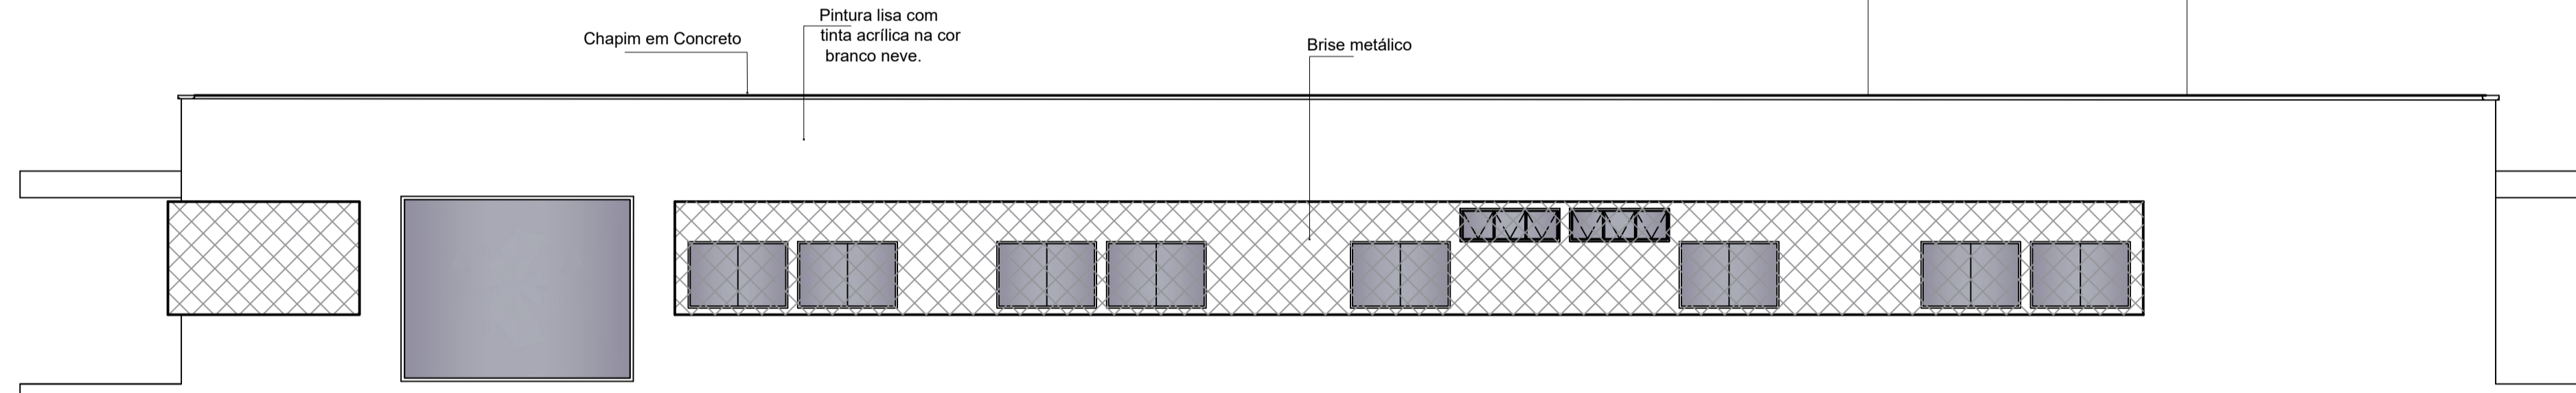 Chapim em Concreto
Pintura lisa com
tinta acrílica na cor
branco neve.
Brise metálico